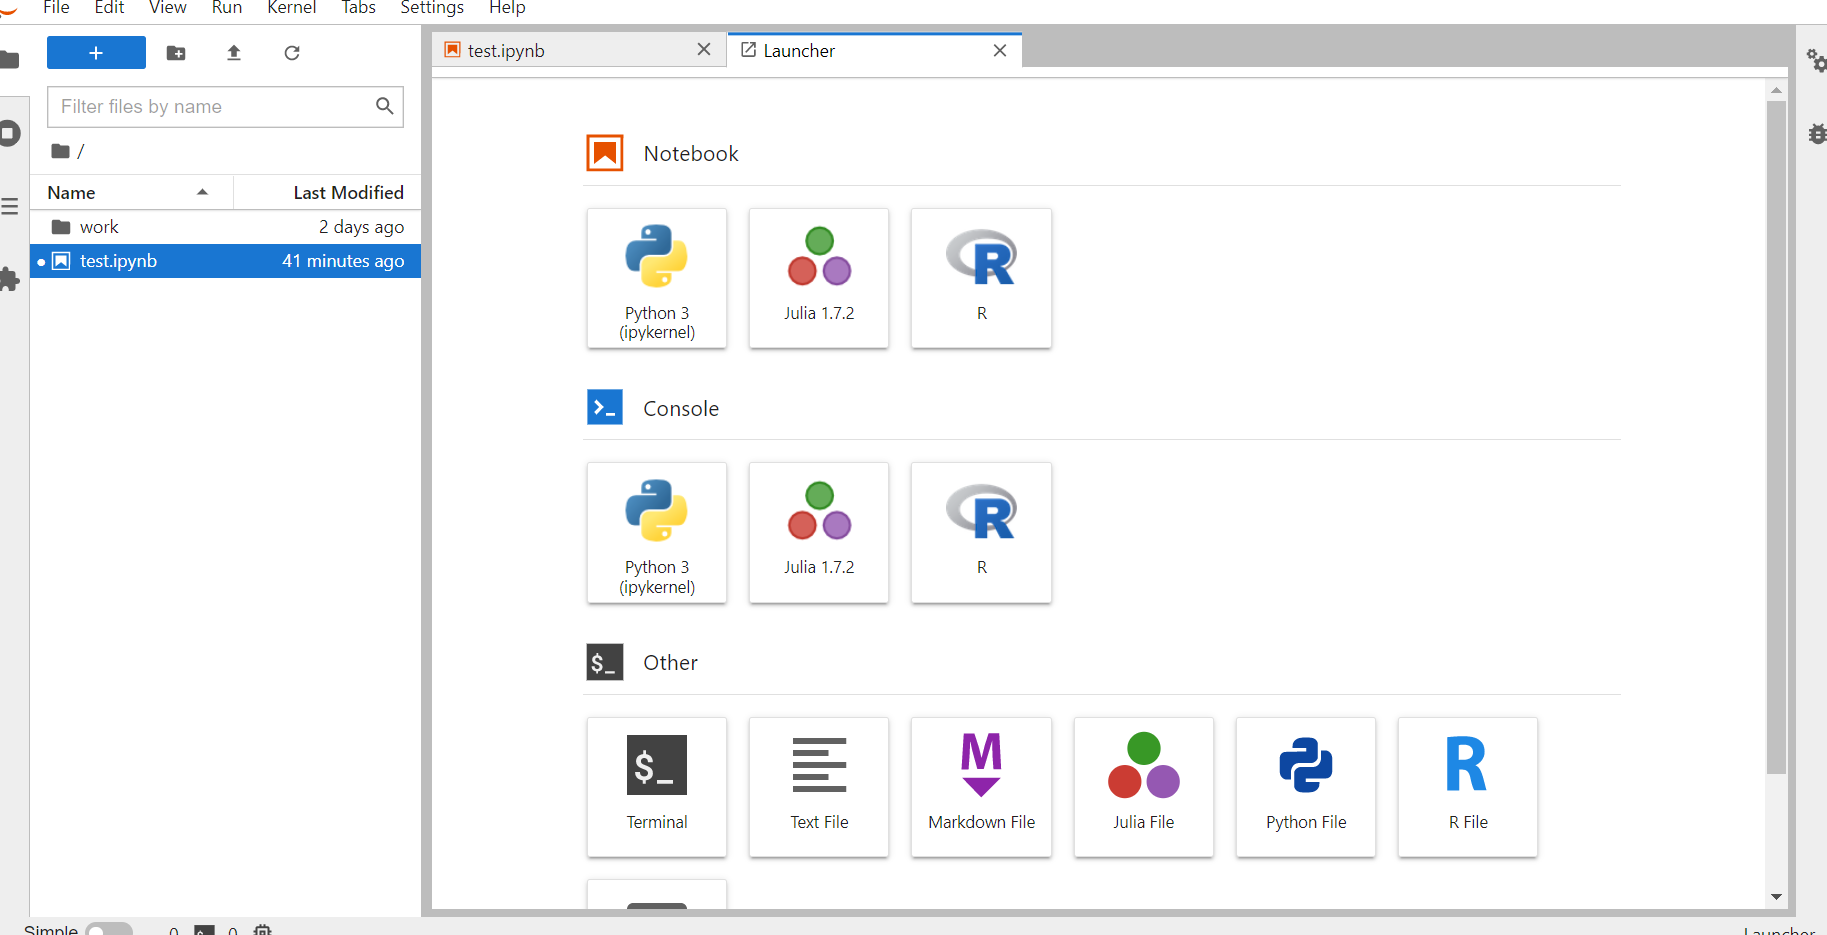 File Edit View Run Kernel Tabs Settings Help
+
test.ipynb
Launcher
Filter files by name
/
Name Last Modified
work 2 days ago
test.ipynb 41 minutes ago
Notebook
Python 3
(ipykernel)
Julia 1.7.2
R
Console
Python 3
(ipykernel)
Julia 1.7.2
R
$_ Other
$_
Terminal
Text File
M
Markdown File
Julia File
Python File
R
R File
Simple 0 0 Launcher